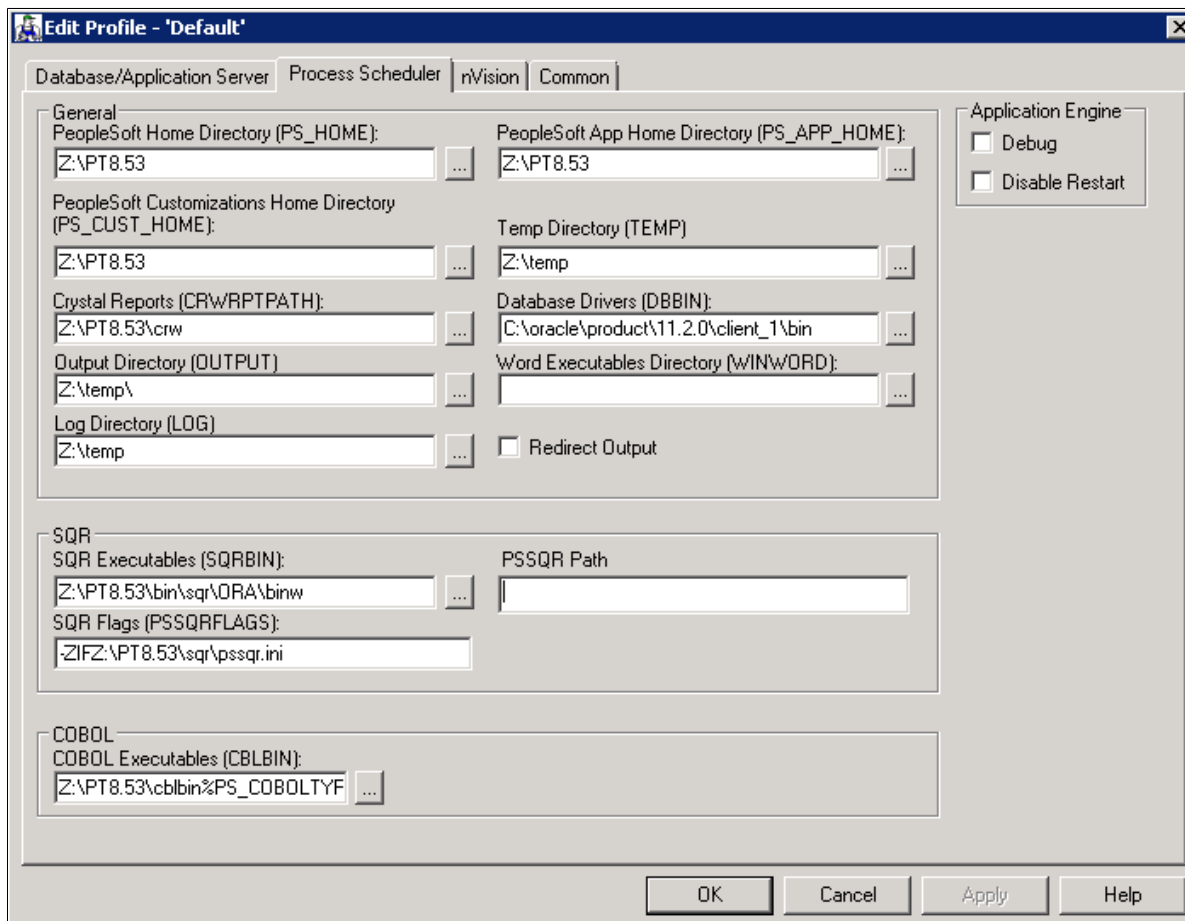 Edit Profile - 'Default'
Database/Application Server Process Scheduler nVision Common
General
PeopleSoft Home Directory (PS_HOME): PeopleSoft App Home Directory (PS_APP_HOME):
Z:\PT8.53 ... Z:\PT8.53 ...
PeopleSoft Customizations Home Directory
(PS_CUST_HOME): Temp Directory (TEMP)
Z:\PT8.53 ... Z:\temp ...
Crystal Reports (CRWRPTPATH): Database Drivers (DBBIN):
Z:\PT8.53\crw ... C:\oracle\product\11.2.0\client_1\bin ...
Output Directory (OUTPUT) Word Executables Directory (WINWORD):
Z:\temp\ ... ...
Log Directory (LOG)
Z:\temp ... Redirect Output
Application Engine
Debug
Disable Restart
SQR
SQR Executables (SQRBIN): PSSQR Path
Z:\PT8.53\bin\sqr\ORA\binw ...
SQR Flags (PSSQRFLAGS):
-ZIFZ:\PT8.53\sqr\pssqr.ini
COBOL
COBOL Executables (CBLBIN):
Z:\PT8.53\cblbin%PS_COBOLTYF ...
OK Cancel Apply Help